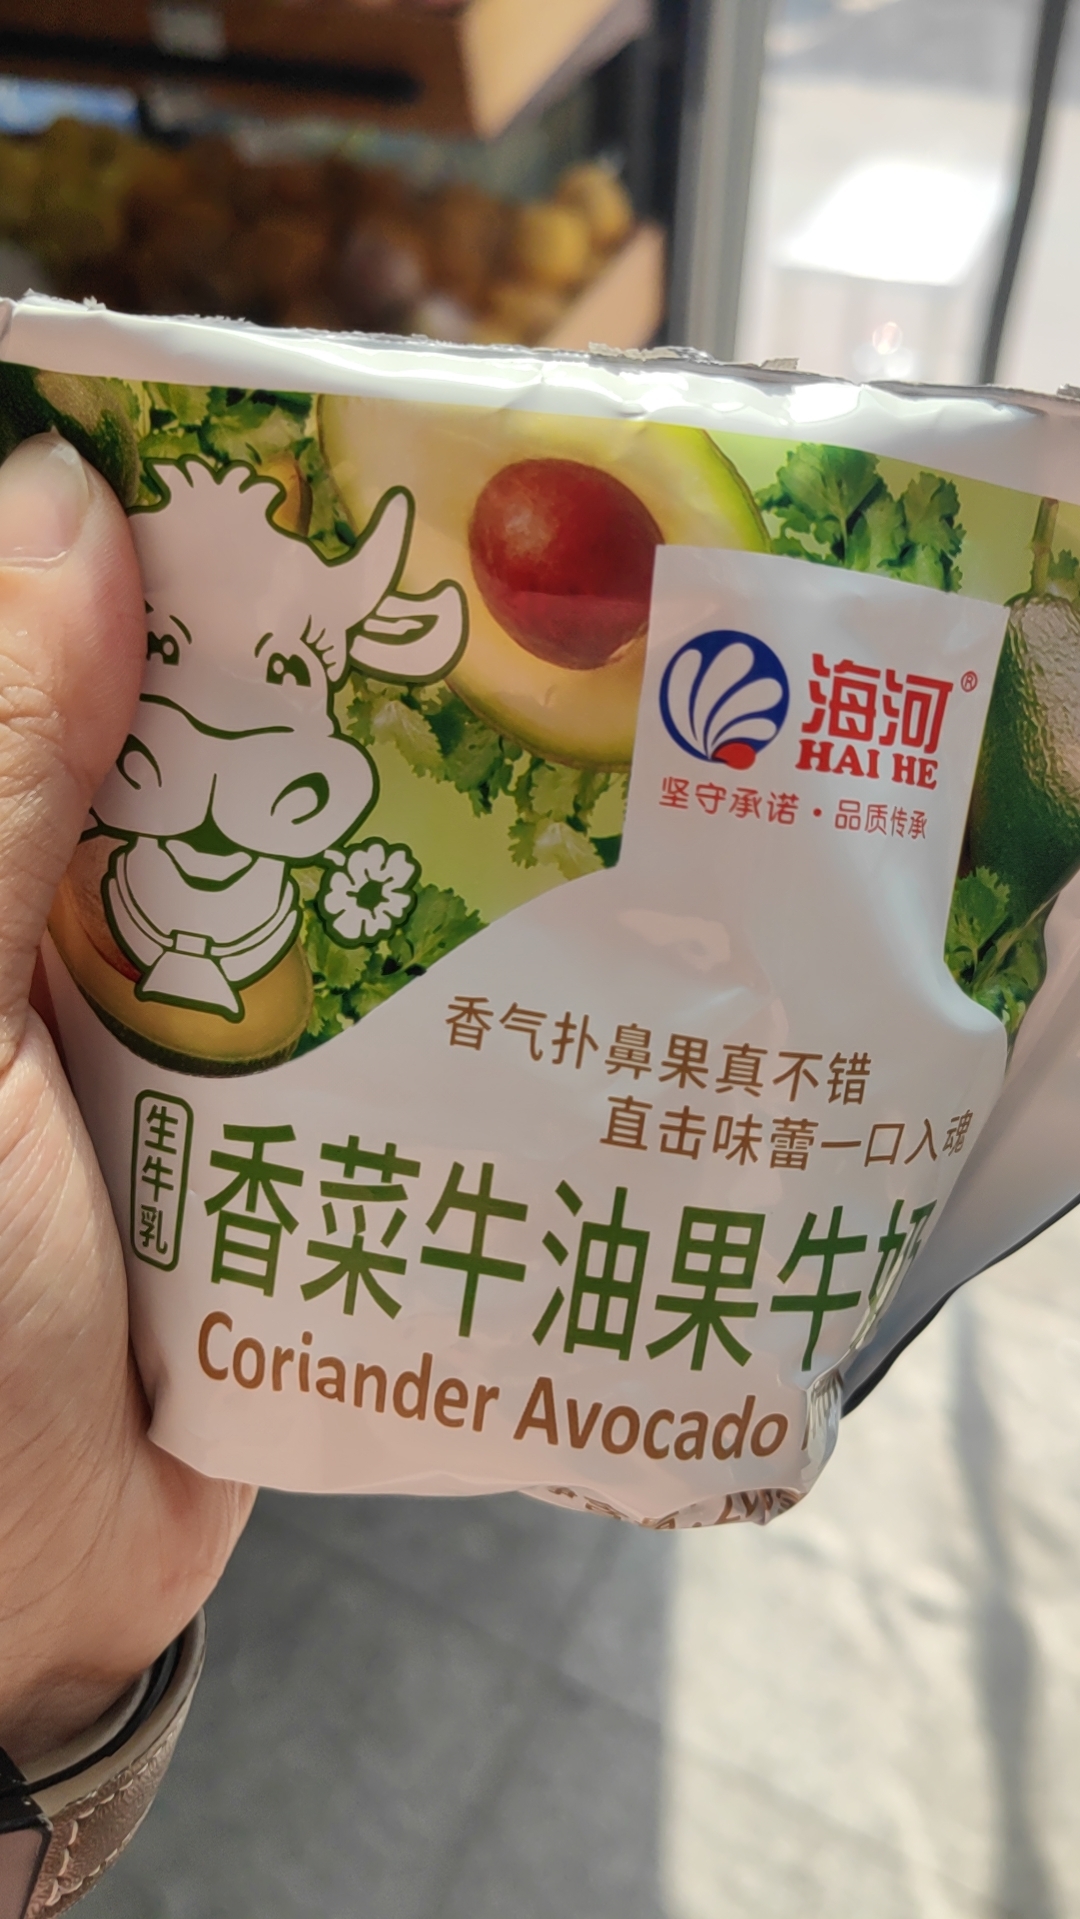 海河®
HAI HE
坚守承诺·品质传承
香气扑鼻果真不错
直击味蕾一口入魂
生牛乳
香菜牛油果牛奶
Coriander Avocado